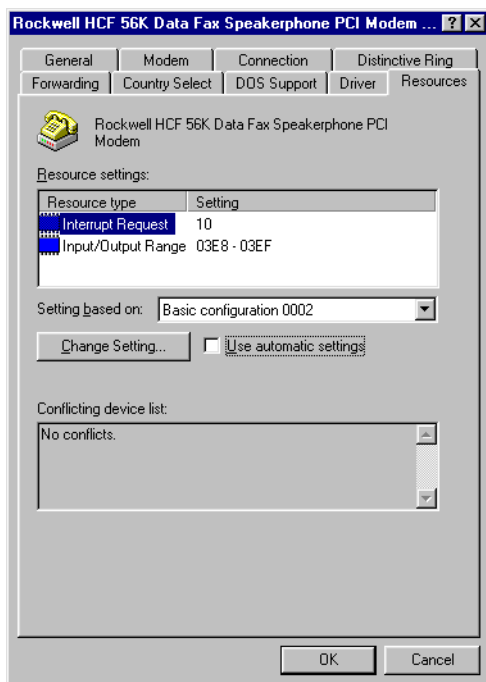 Rockwell HCF 56K Data Fax Speakerphone PCI Modem ...
General Modem Connection Distinctive Ring
Forwarding Country Select DOS Support Driver Resources
Rockwell HCF 56K Data Fax Speakerphone PCI
Modem
Resource settings:
Resource type Setting
Interrupt Request 10
Input/Output Range 03E8 - 03EF
Setting based on: Basic configuration 0002
Change Setting... Use automatic settings
Conflicting device list:
No conflicts.
OK Cancel